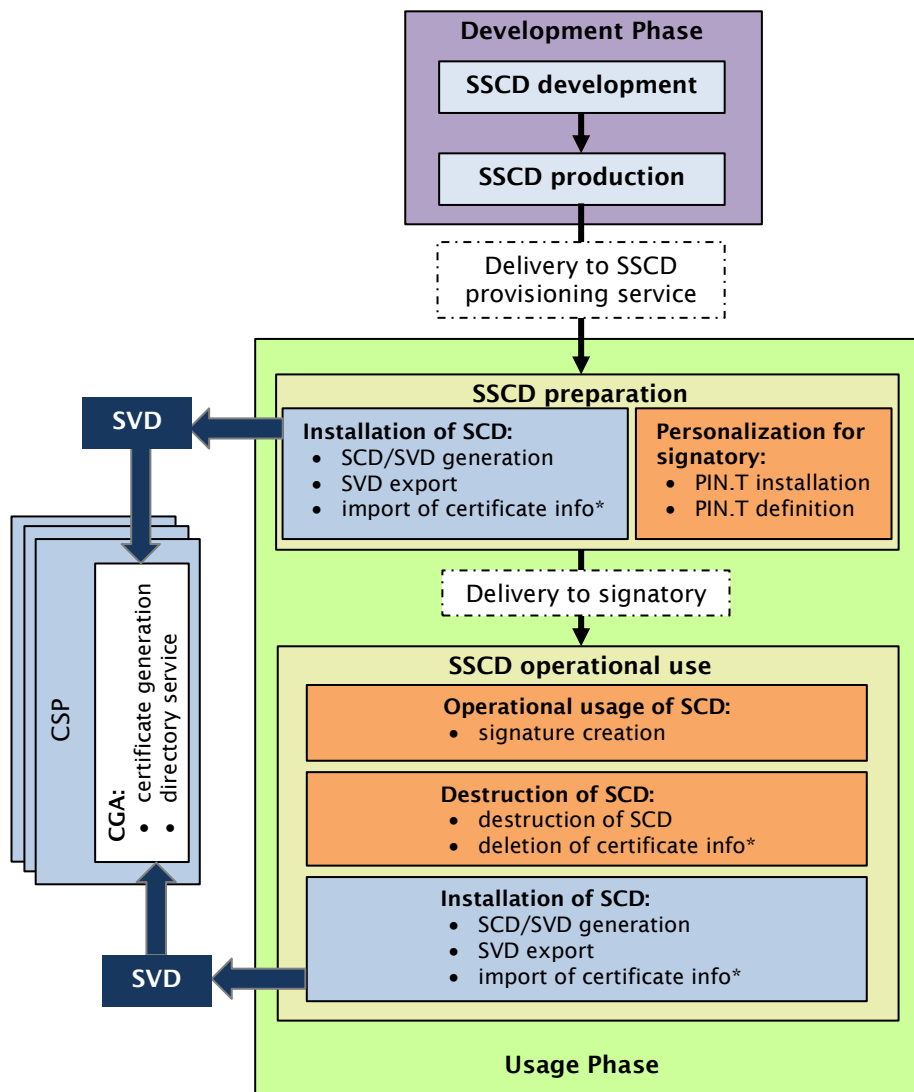 Development Phase
SSCD development
SSCD production
Delivery to SSCD
provisioning service
SSCD preparation
Installation of SCD:
• SCD/SVD generation
• SVD export
• import of certificate info*
Personalization for
signatory:
• PIN.T installation
• PIN.T definition
SVD
Delivery to signatory
CSP
CGA:
• certificate generation
• directory service
SSCD operational use
Operational usage of SCD:
• signature creation
Destruction of SCD:
• destruction of SCD
• deletion of certificate info*
Installation of SCD:
• SCD/SVD generation
• SVD export
• import of certificate info*
SVD
Usage Phase